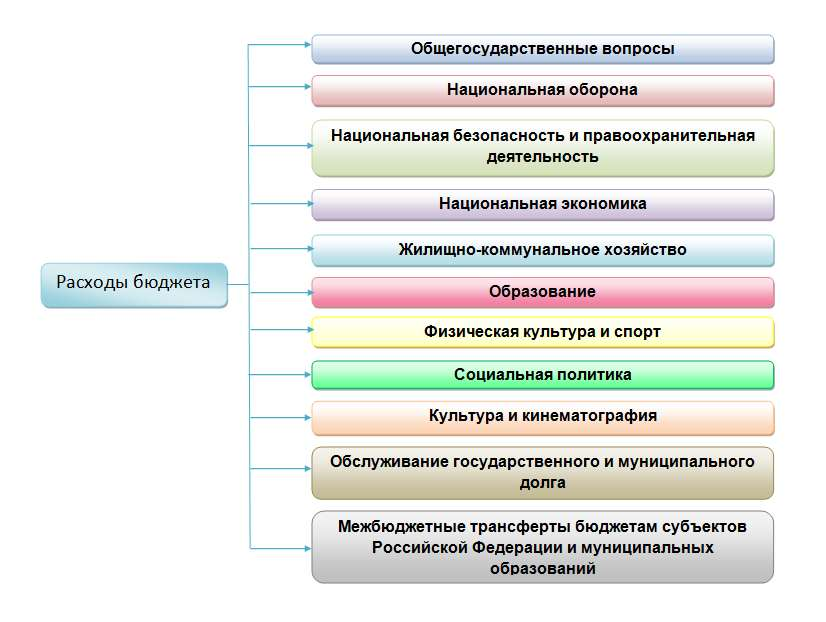 Общегосударственные вопросы
Национальная оборона
Национальная безопасность и правоохранительная
деятельность
Национальная экономика
Жилищно-коммунальное хозяйство
Расходы бюджета
Образование
Физическая культура и спорт
Социальная политика
Культура и кинематография
Обслуживание государственного и муниципального
долга
Межбюджетные трансферты бюджетам субъектов
Российской Федерации и муниципальных
образований